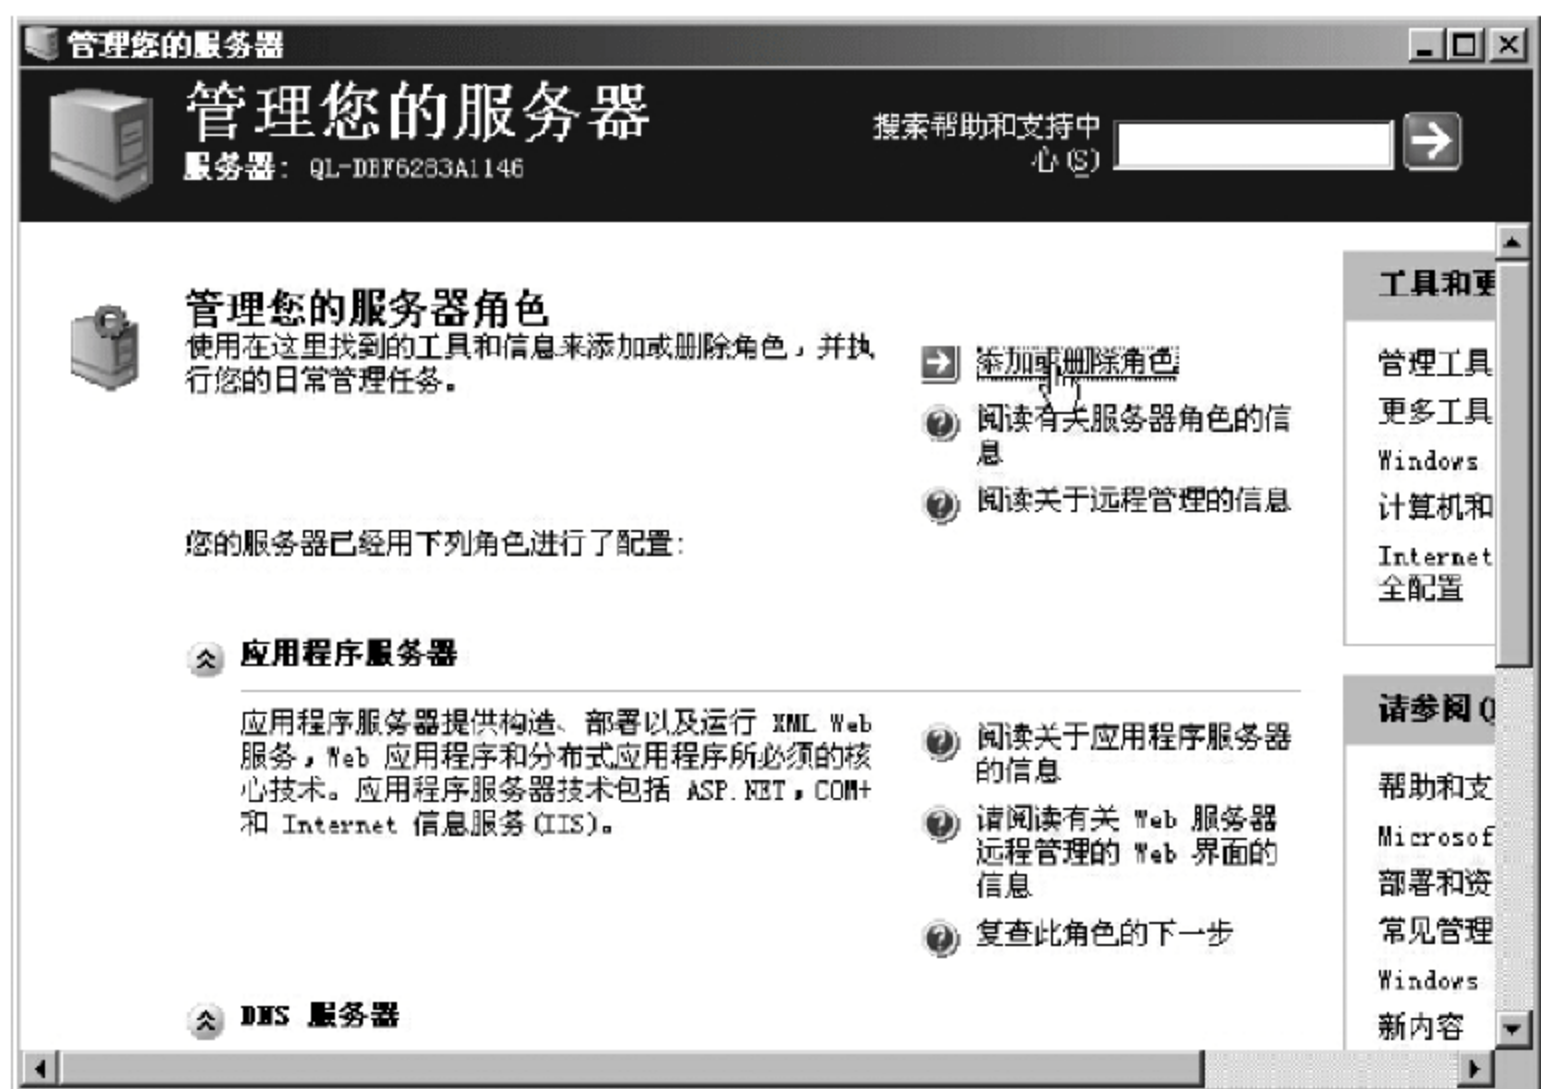 管理您的服务器
管理您的服务器
服务器: QL-DBF6283A1146
搜索帮助和支持中
心(S)
管理您的服务器角色
使用在这里找到的工具和信息来添加或删除角色，并执
行您的日常管理任务。
添加或删除角色
阅读有关服务器角色的信
息
阅读关于远程管理的信息
您的服务器已经用下列角色进行了配置:
应用程序服务器
应用程序服务器提供构造、部署以及运行 XML Web
服务，Web 应用程序和分布式应用程序所必须的核
心技术。应用程序服务器技术包括 ASP.NET，COM+
和 Internet 信息服务(IIS)。
阅读关于应用程序服务器
的信息
请阅读有关 Web 服务器
远程管理的 Web 界面的
信息
复查此角色的下一步
DNS 服务器
工具和更
管理工具
更多工具
Windows
计算机和
Internet
全配置
请参阅(
帮助和支
Microsof
部署和资
常见管理
Windows
新内容